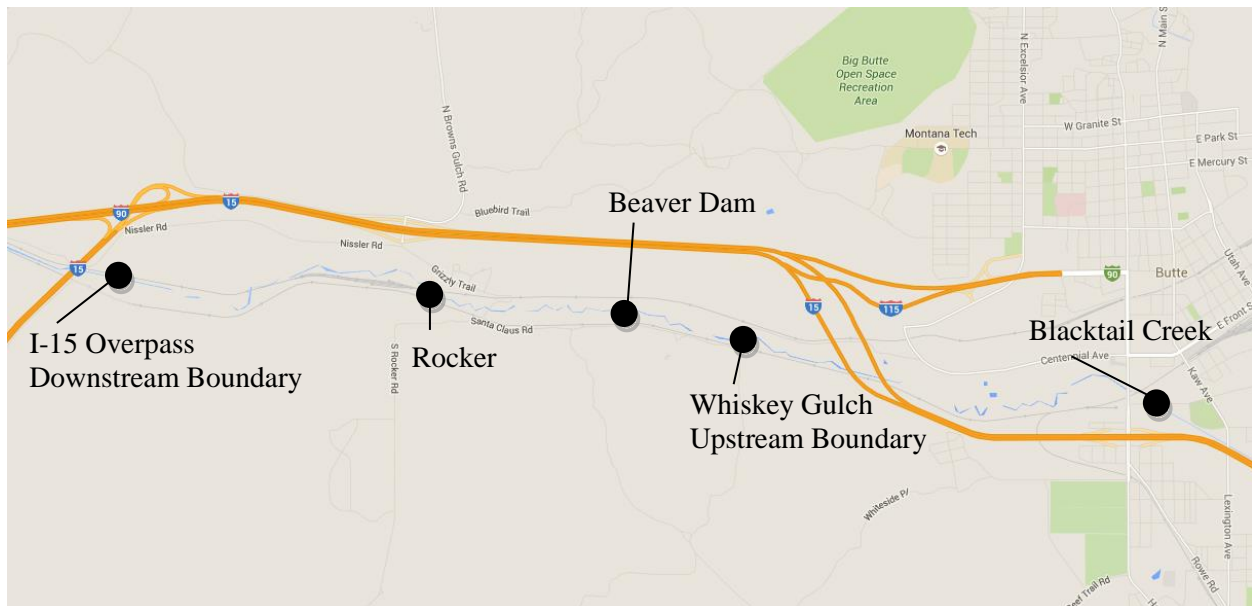 Big Butte
Open Space
Recreation
Area
Montana Tech
N Excelsior Ave
N Main St
W Granite St
E Park St
E Mercury St
N Browns Gulch Rd
Beaver Dam
90
15
Bluebird Trail
Nissler Rd
Nissler Rd
Grizzly Trail
15
Utah Ave
Butte
90
15
115
E Front S
Blacktail Creek
I-15 Overpass
Downstream Boundary
Santa Claus Rd
Rocker
S Rocker Rd
Centennial Ave
Kaw Ave
Whiskey Gulch
Upstream Boundary
Lexington Ave
Rowe Rd